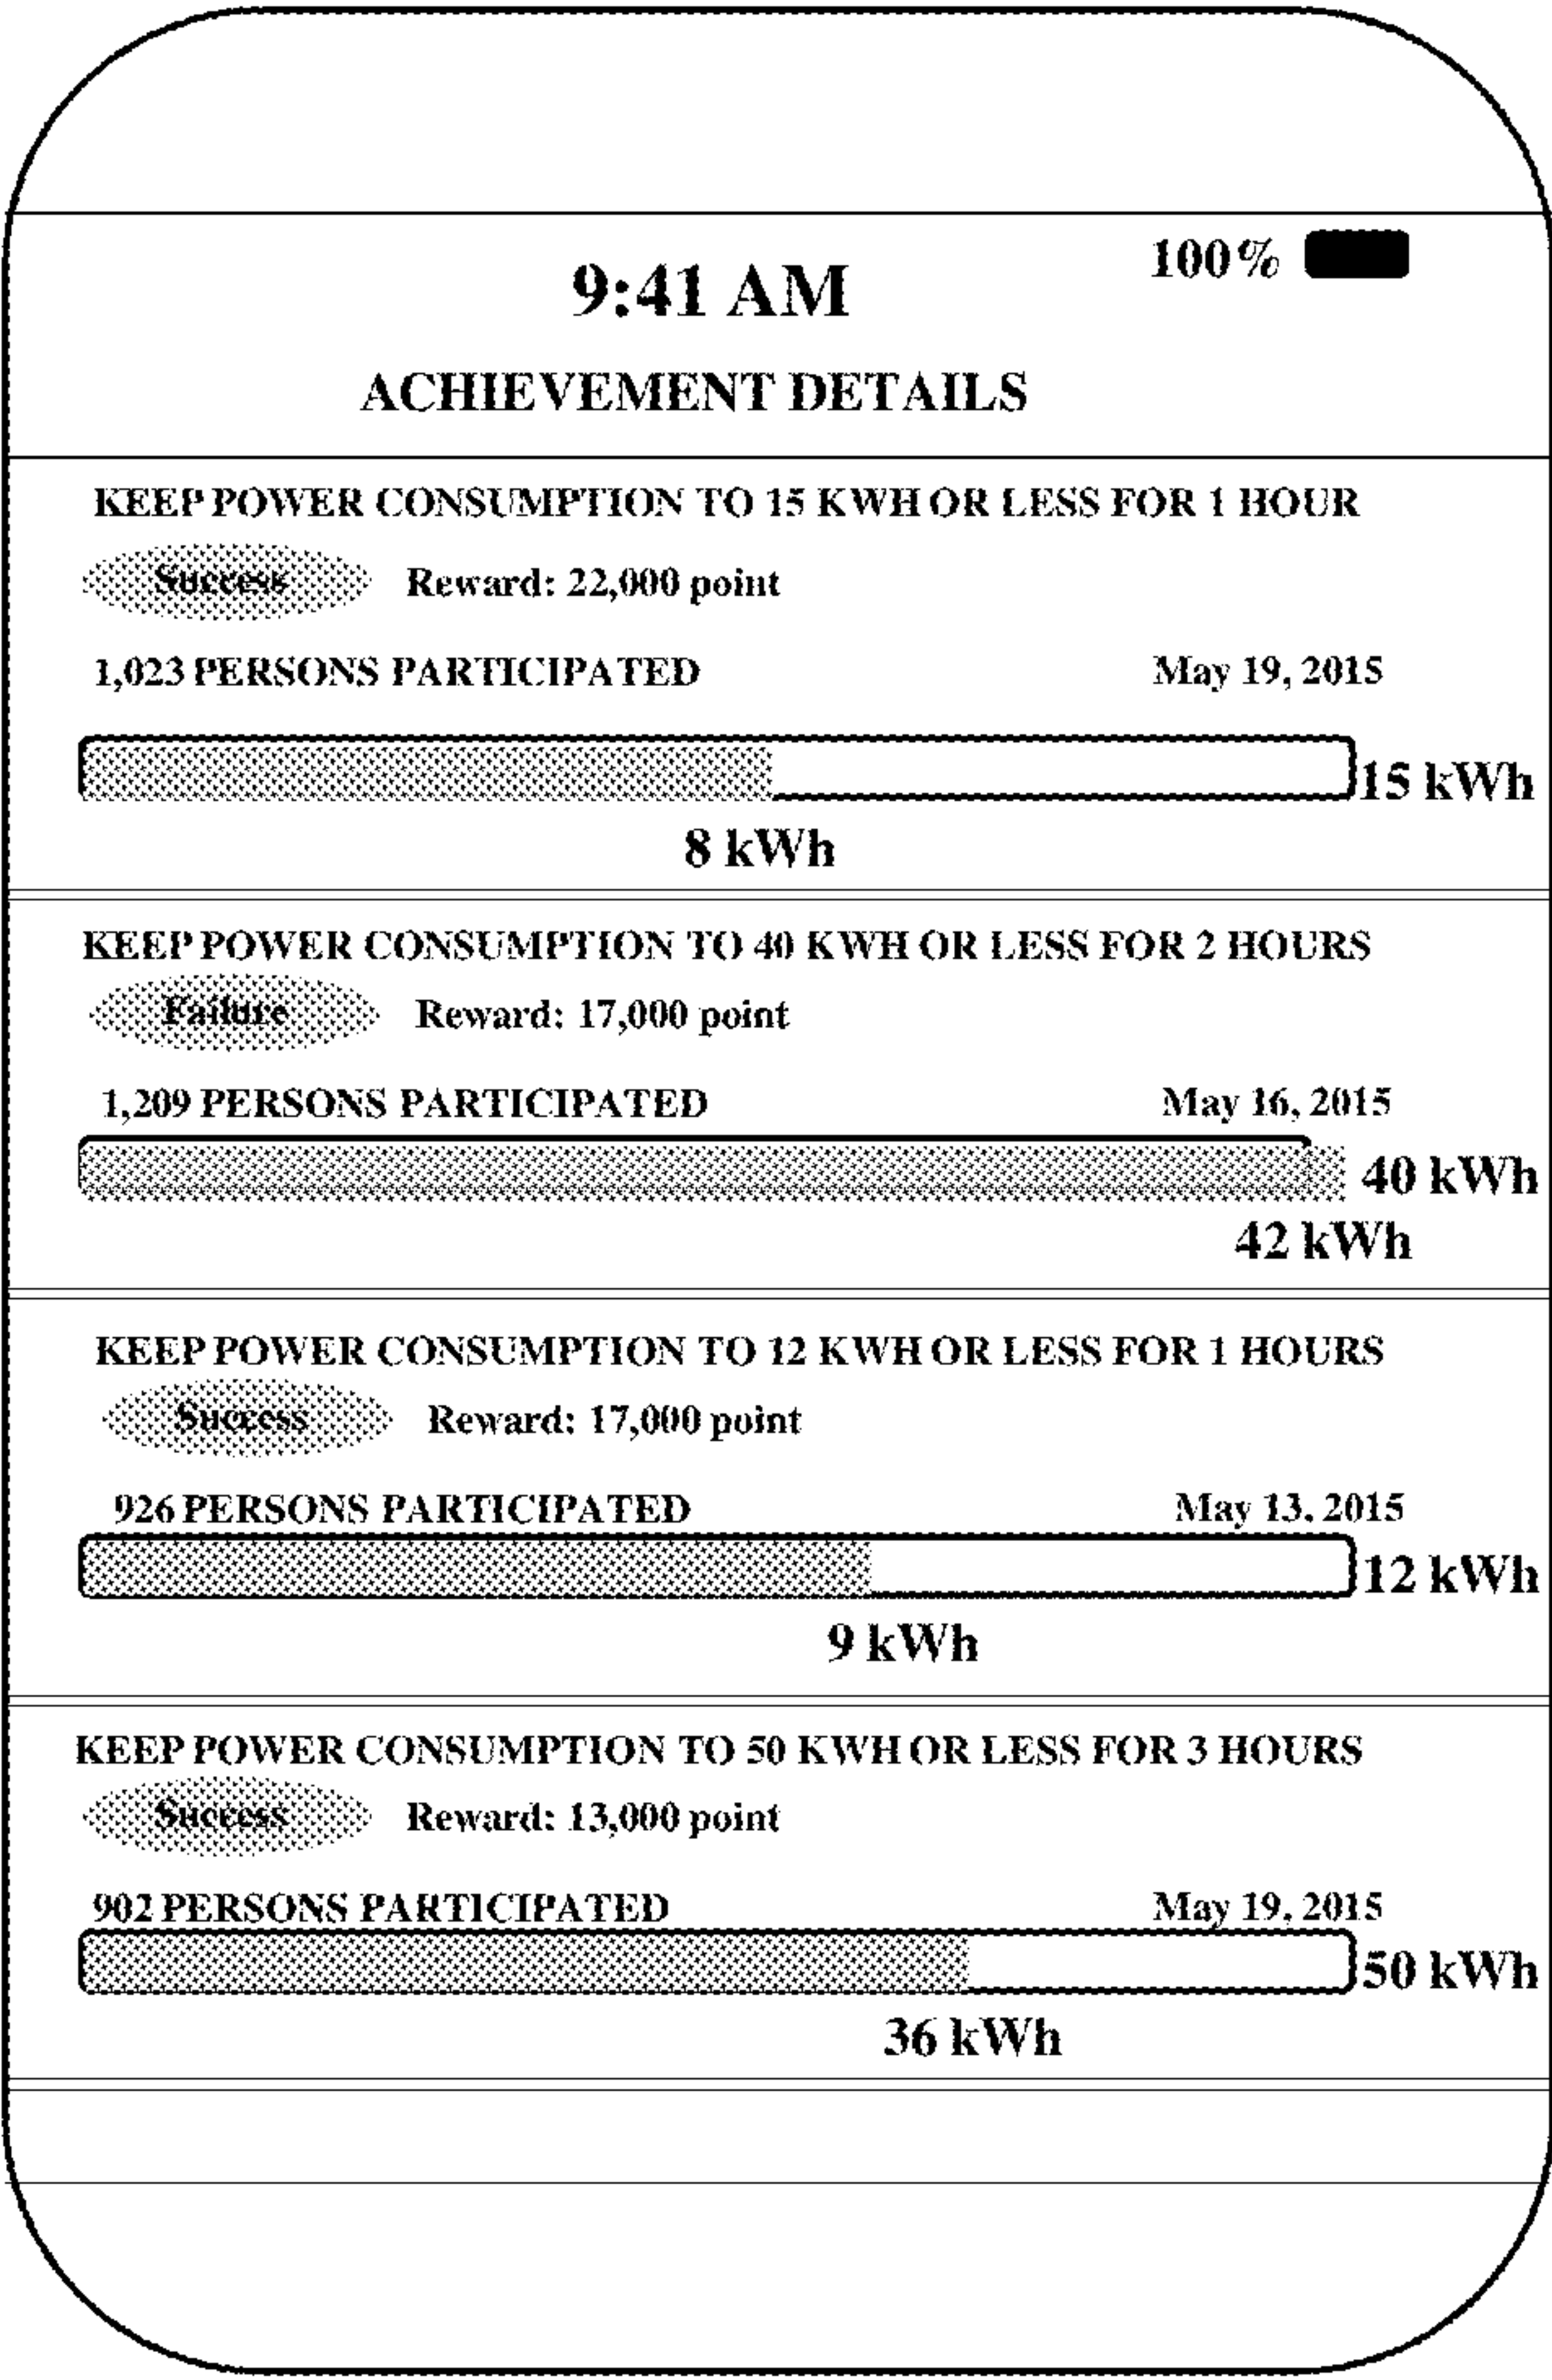 100%
9:41 AM
ACHIEVEMENT DETAILS
KEEP POWER CONSUMPTION TO 15 KWH OR LESS FOR 1 HOUR
Success Reward: 22,000 point
1,023 PERSONS PARTICIPATED May 19, 2015
15 kWh
8 kWh
KEEP POWER CONSUMPTION TO 40 KWH OR LESS FOR 2 HOURS
Failure Reward: 17,000 point
1,209 PERSONS PARTICIPATED May 16, 2015
40 kWh
42 kWh
KEEP POWER CONSUMPTION TO 12 KWH OR LESS FOR 1 HOURS
Success Reward: 17,000 point
926 PERSONS PARTICIPATED May 13, 2015
12 kWh
9 kWh
KEEP POWER CONSUMPTION TO 50 KWH OR LESS FOR 3 HOURS
Success Reward: 13,000 point
902 PERSONS PARTICIPATED May 19, 2015
50 kWh
36 kWh